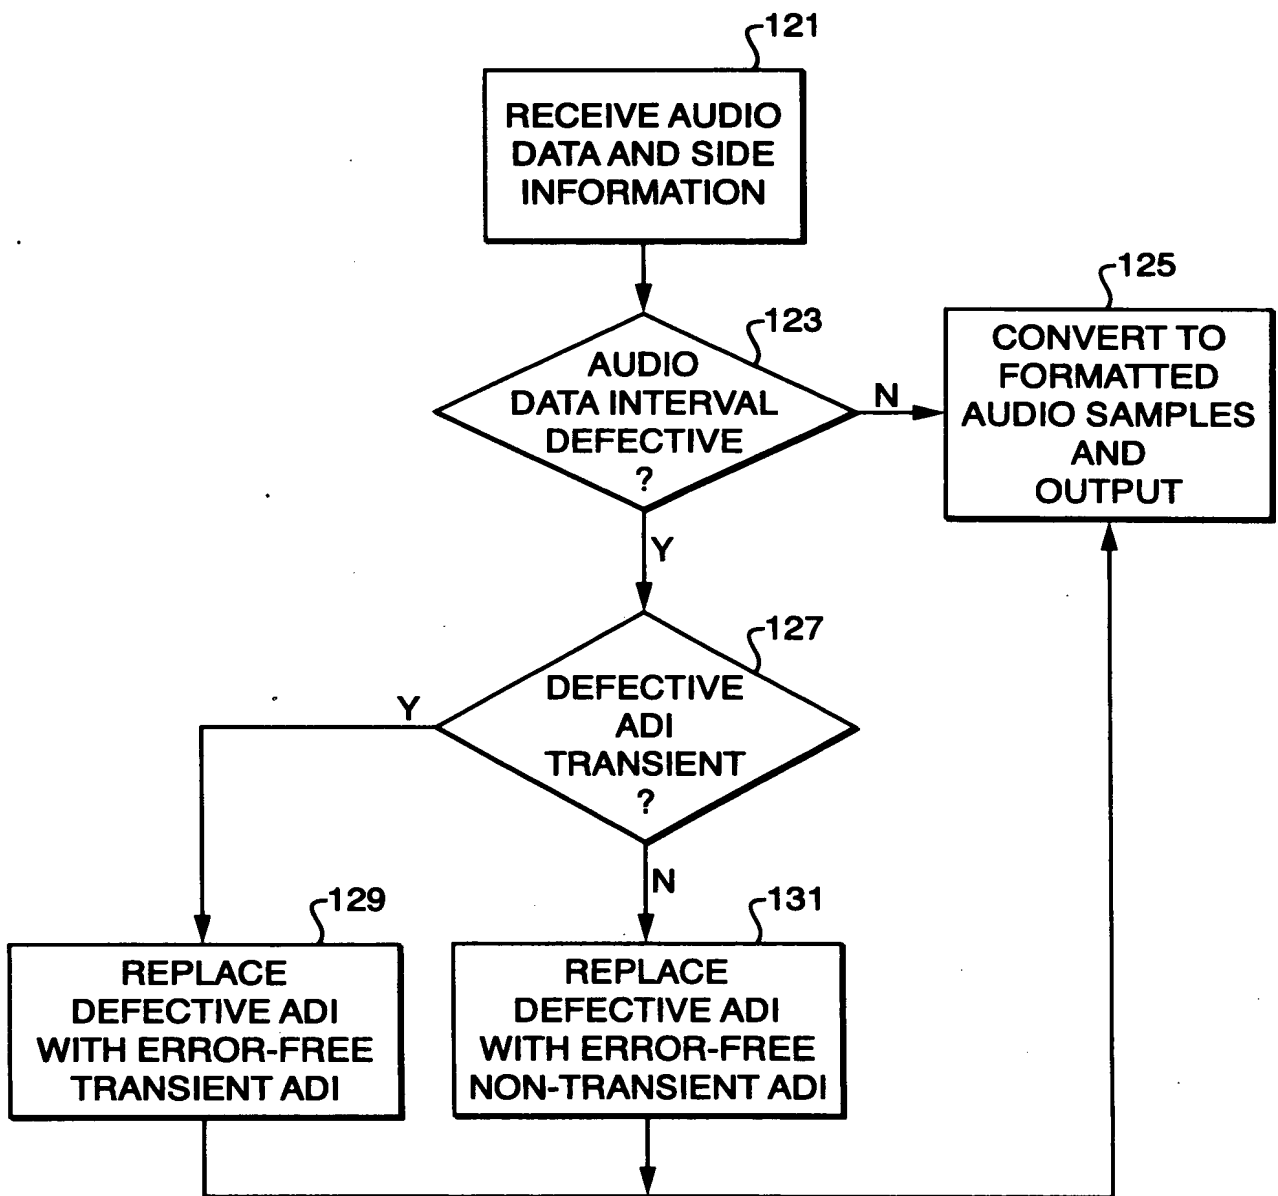 121
RECEIVE AUDIO
DATA AND SIDE
INFORMATION
123
AUDIO
DATA INTERVAL
DEFECTIVE
?
N
Y
125
CONVERT TO
FORMATTED
AUDIO SAMPLES
AND
OUTPUT
127
DEFECTIVE
ADI
TRANSIENT
?
Y
N
129
REPLACE
DEFECTIVE ADI
WITH ERROR-FREE
TRANSIENT ADI
131
REPLACE
DEFECTIVE ADI
WITH ERROR-FREE
NON-TRANSIENT ADI